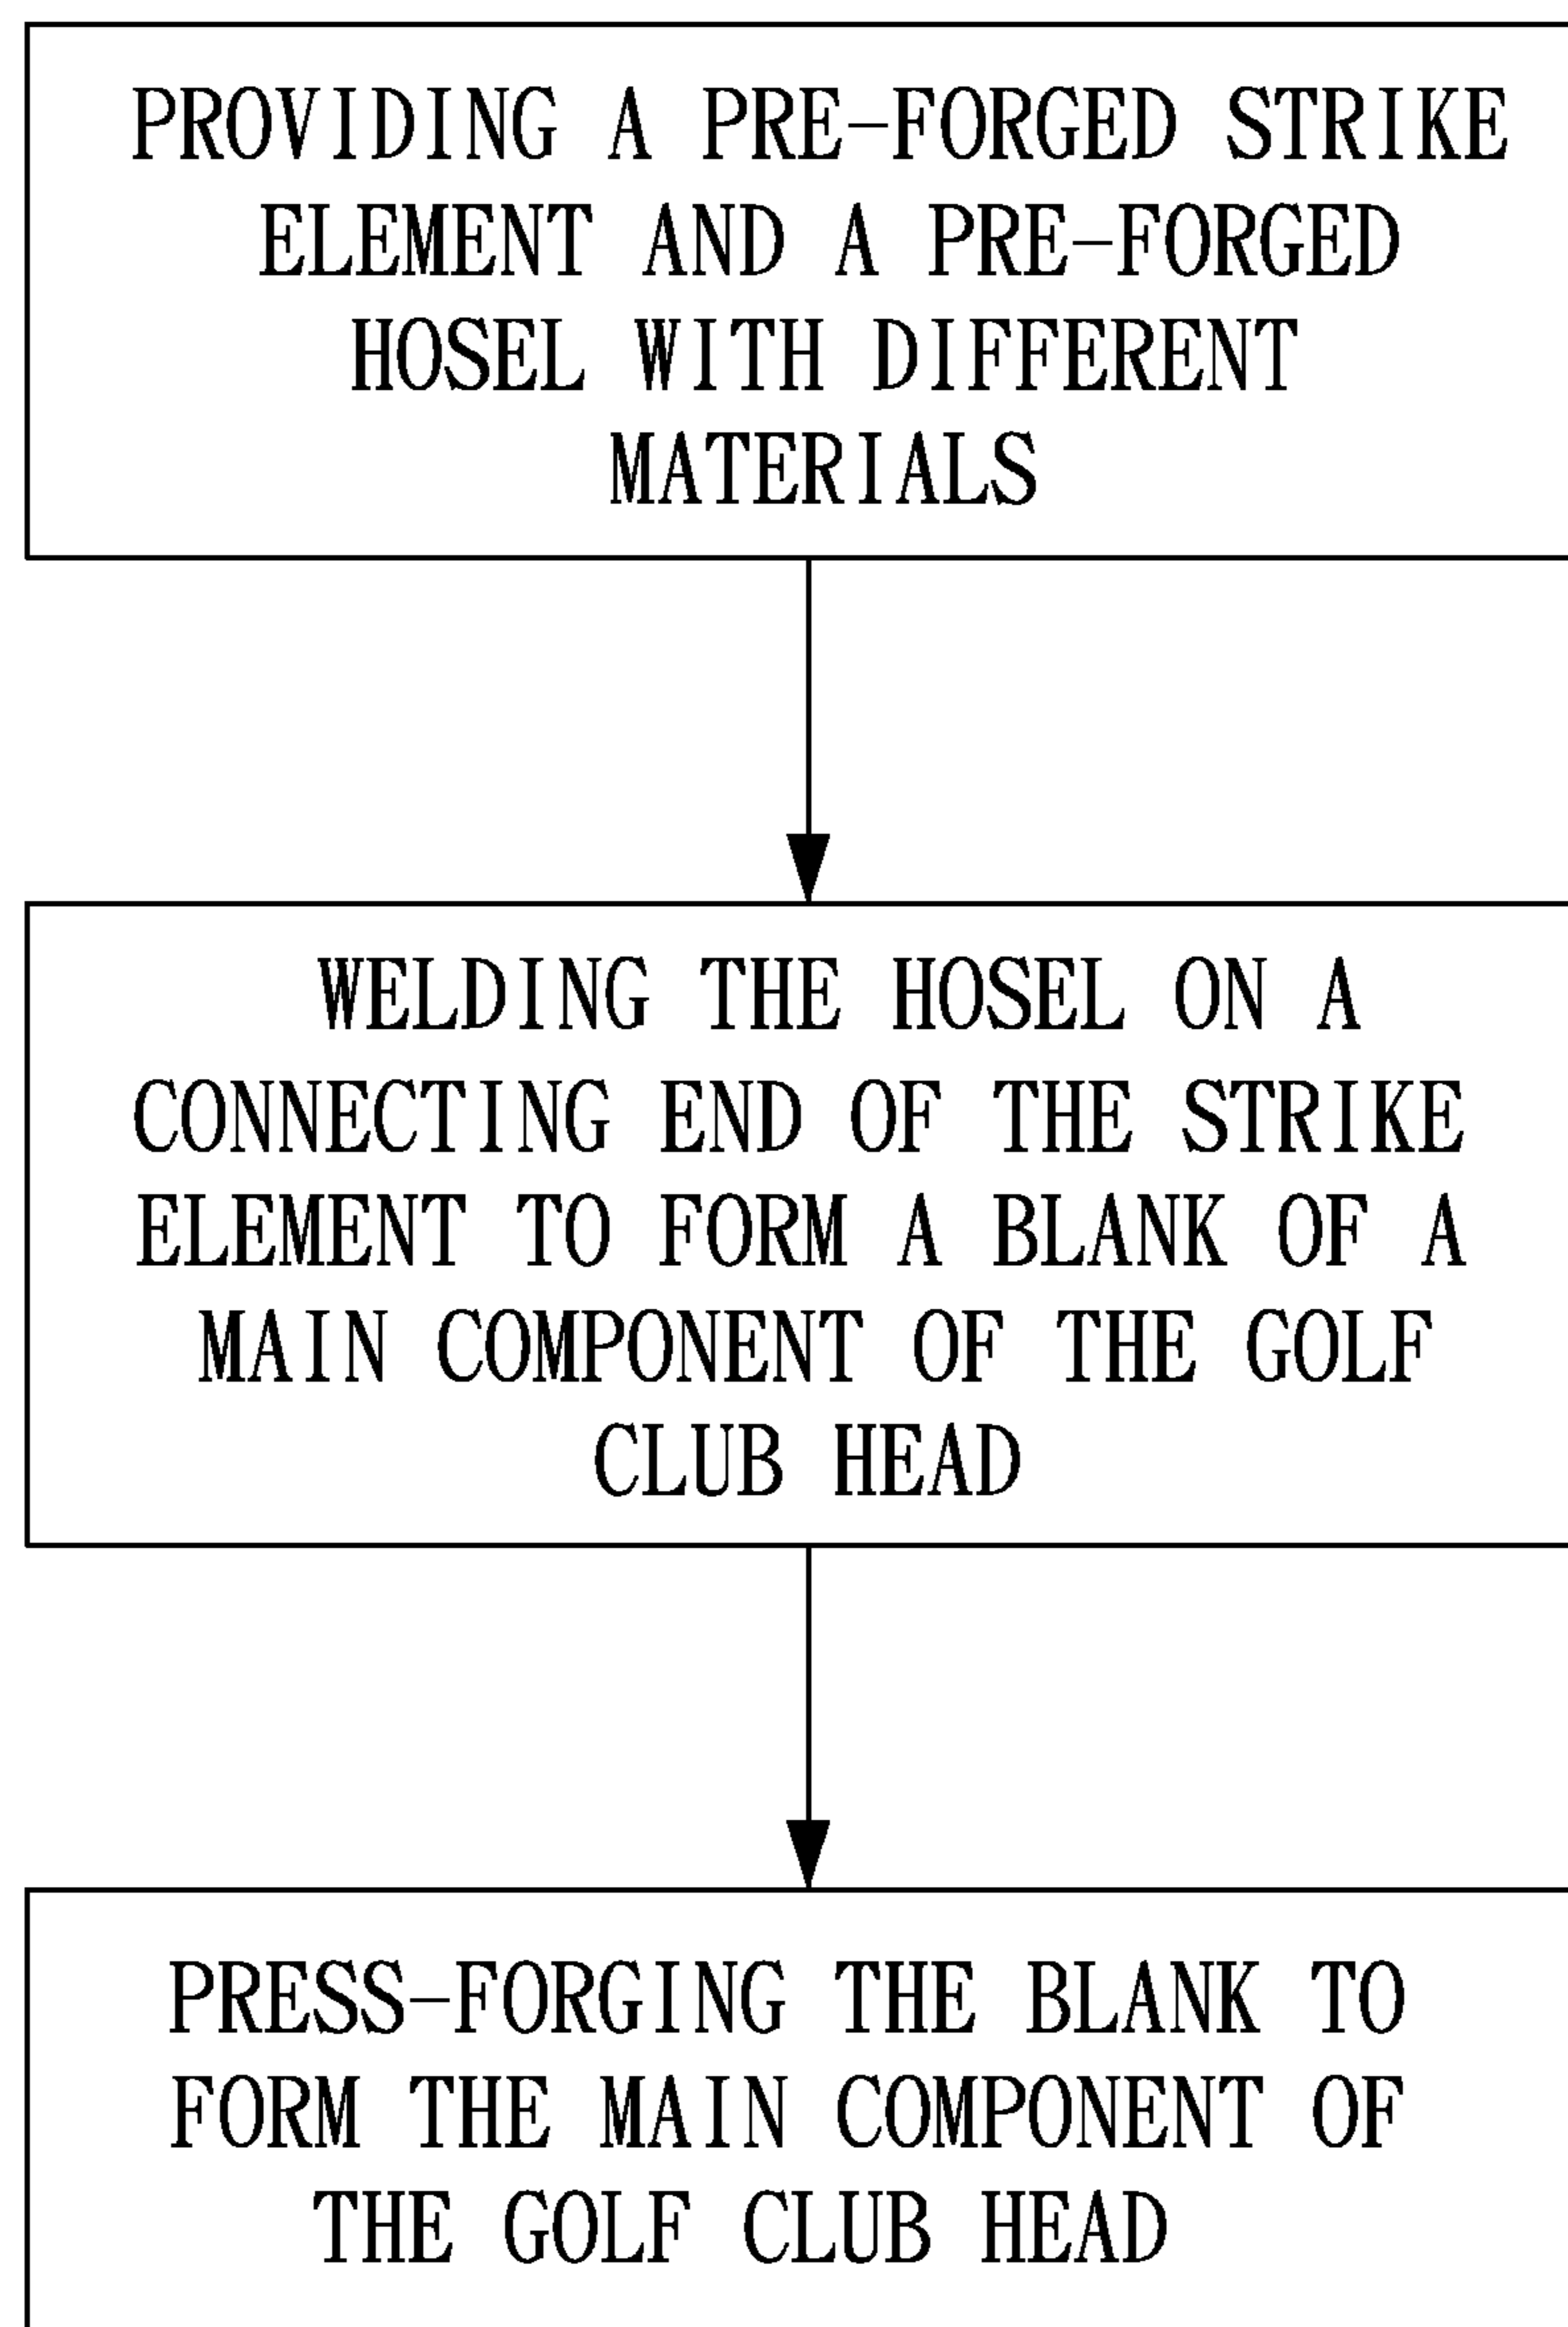 PROVIDING A PRE-FORGED STRIKE
ELEMENT AND A PRE-FORGED
HOSEL WITH DIFFERENT
MATERIALS
WELDING THE HOSEL ON A
CONNECTING END OF THE STRIKE
ELEMENT TO FORM A BLANK OF A
MAIN COMPONENT OF THE GOLF
CLUB HEAD
PRESS-FORGING THE BLANK TO
FORM THE MAIN COMPONENT OF
THE GOLF CLUB HEAD